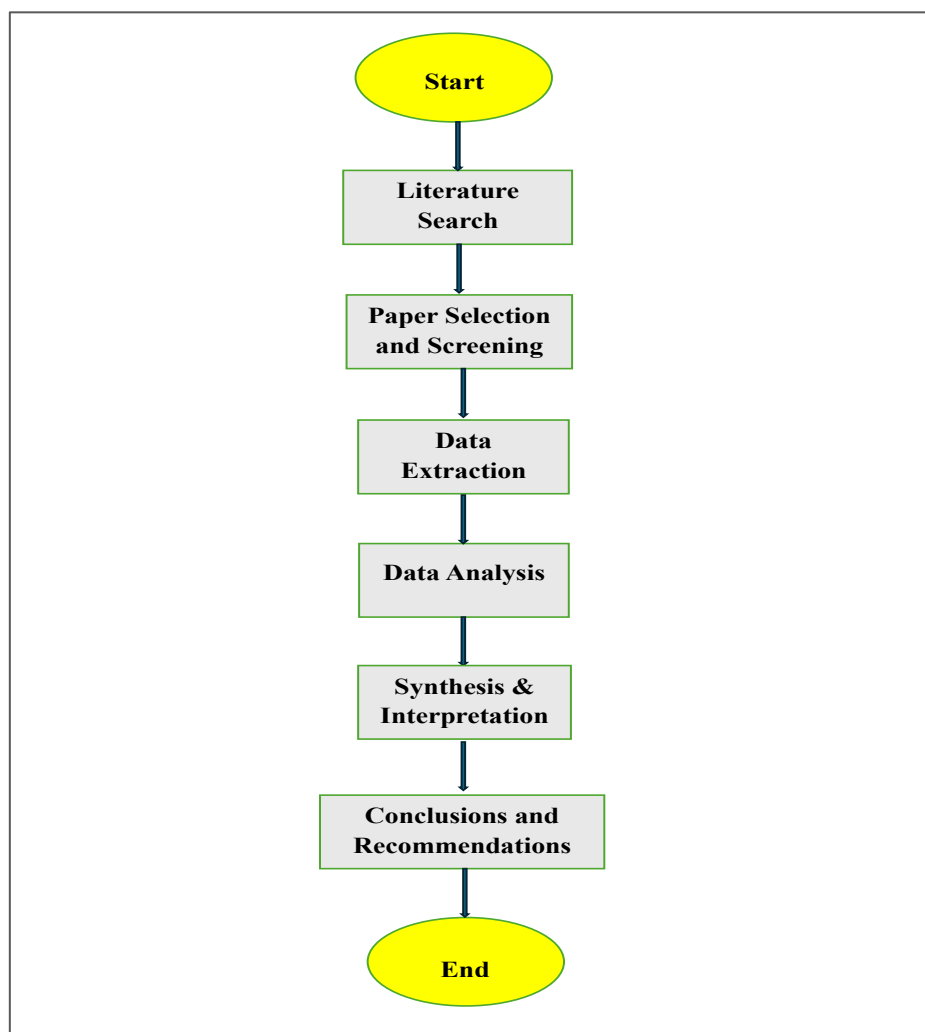 Start
Literature
Search
Paper Selection
and Screening
Data
Extraction
Data Analysis
Synthesis &
Interpretation
Conclusions and
Recommendations
End